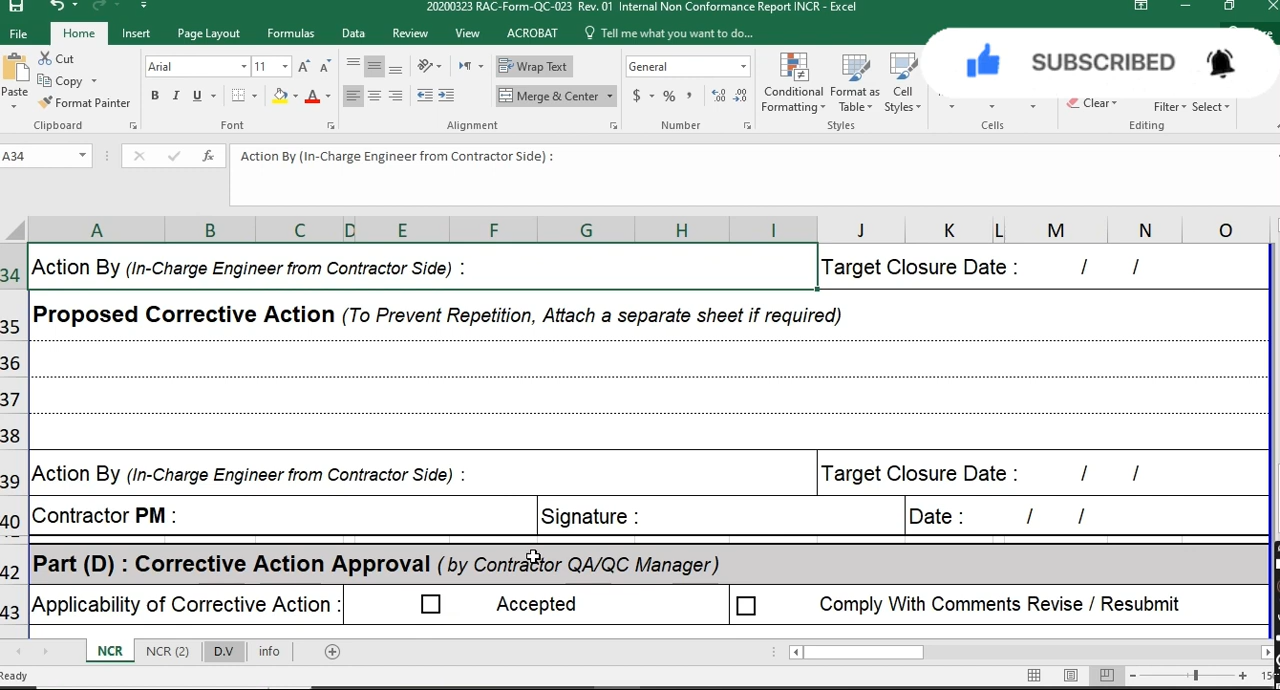 20200323 RAC-Form-QC-023 Rev. 01 Internal Non Conformance Report INCR - Excel
File Home Insert Page Layout Formulas Data Review View ACROBAT Tell me what you want to do...
SUBSCRIBED
Paste Cut
Copy
Format Painter
Arial 11
B I U
Wrap Text
Merge & Center
General
$ % ,
Conditional Formatting
Format as Table
Cell Styles
Clear
Filter Select
Clipboard Font Alignment Number Styles Cells Editing
A34 fx Action By (In-Charge Engineer from Contractor Side) :
A B C D E F G H I J K L M N O
34 Action By (In-Charge Engineer from Contractor Side) : Target Closure Date : / /
35 Proposed Corrective Action (To Prevent Repetition, Attach a separate sheet if required)
36
37
38
39 Action By (In-Charge Engineer from Contractor Side) : Target Closure Date : / /
40 Contractor PM : Signature : Date : / /
42 Part (D) : Corrective Action Approval ( by Contractor QA/QC Manager)
43 Applicability of Corrective Action : Accepted Comply With Comments Revise / Resubmit
NCR NCR (2) D.V info
Ready